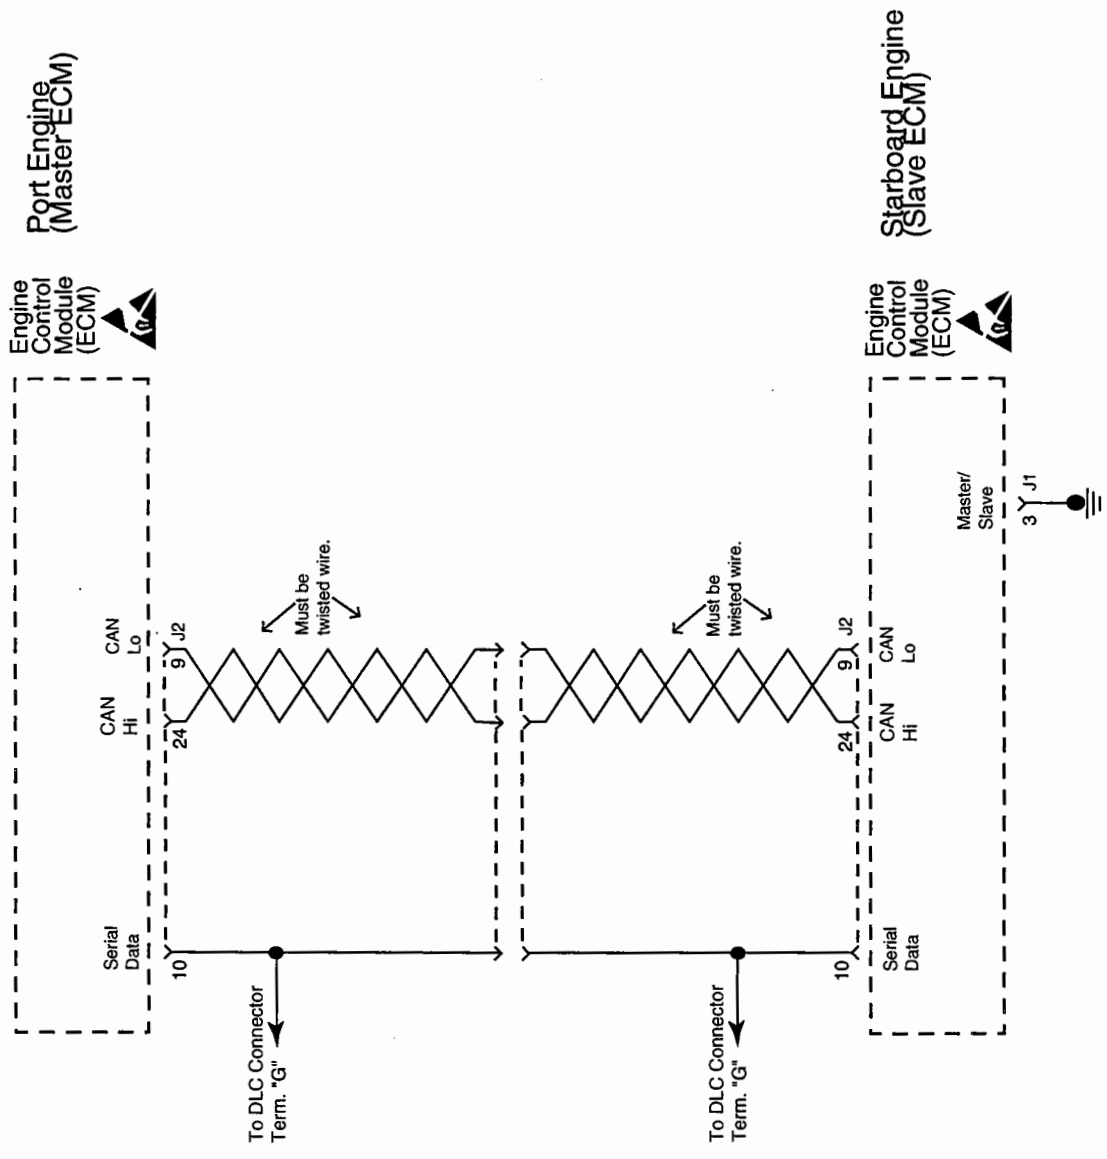 Engine
Control
Module
(ECM)
Port Engine
(Master ECM)
Serial
Data
CAN
Hi
CAN
Lo
10
24
9
J2
To DLC Connector
Term. "G"
Must be
twisted wire.
Must be
twisted wire.
To DLC Connector
Term. "G"
10
24
9
J2
Serial
Data
CAN
Hi
CAN
Lo
Master/
Slave
3
J1
Engine
Control
Module
(ECM)
Starboard Engine
(Slave ECM)